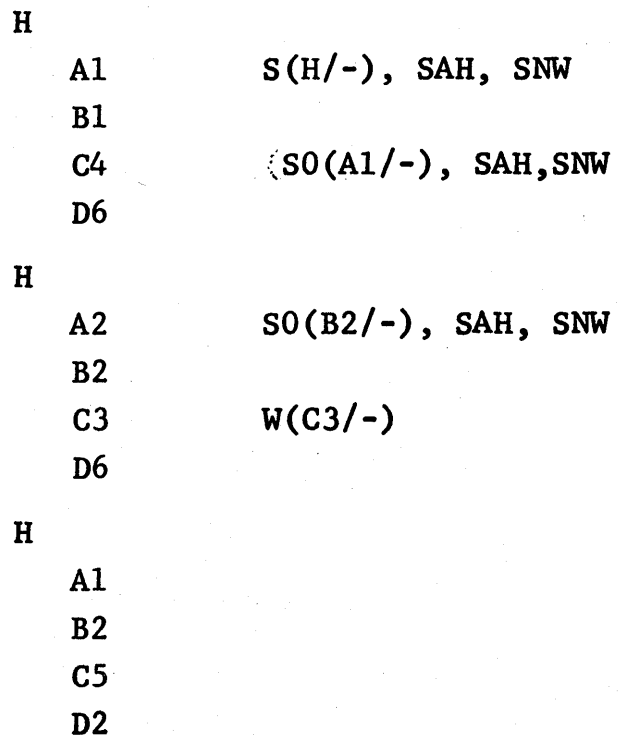 H
A1 S(H/-), SAH, SNW
B1
C4 (SO(A1/-), SAH,SNW
D6
H
A2 SO(B2/-), SAH, SNW
B2
C3 W(C3/-)
D6
H
A1
B2
C5
D2